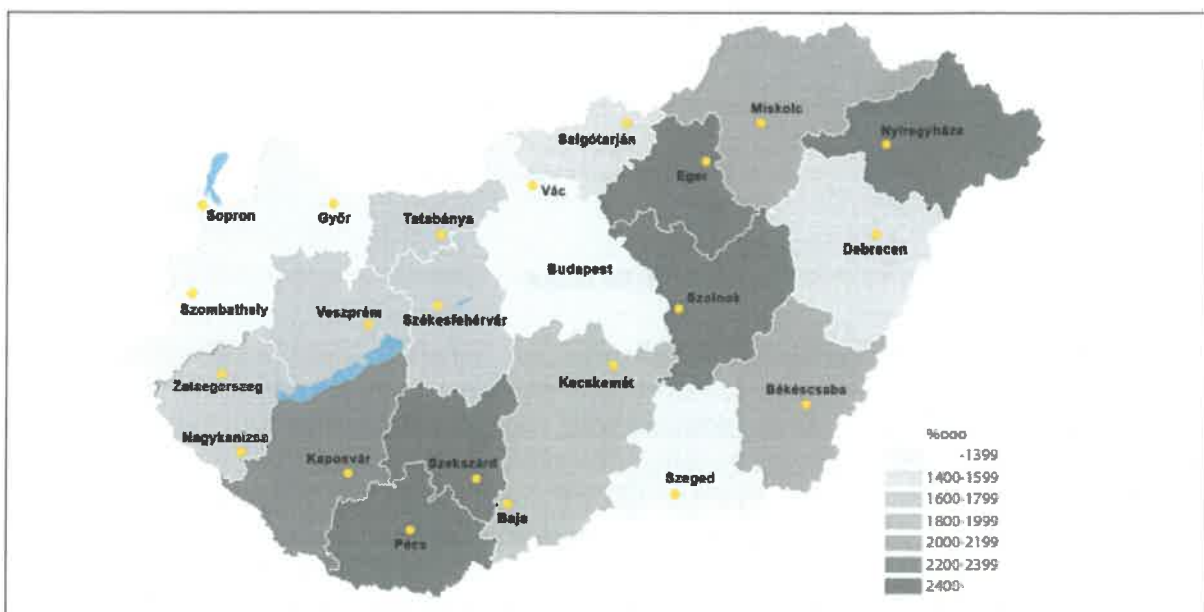 Miskolc
Salgótarján
Nyíregyháza
Eger
Vác
Sopron
Győr
Tatabánya
Debrecen
Budapest
Szombathely
Veszprém
Székesfehérvár
Szolnok
Zalaegerszeg
Kecskemét
Békéscsaba
Nagykanizsa
Kaposvár
Szekszárd
Szeged
Baja
Pécs
%ooo
-1399
1400-1599
1600-1799
1800-1999
2000-2199
2200-2399
2400-